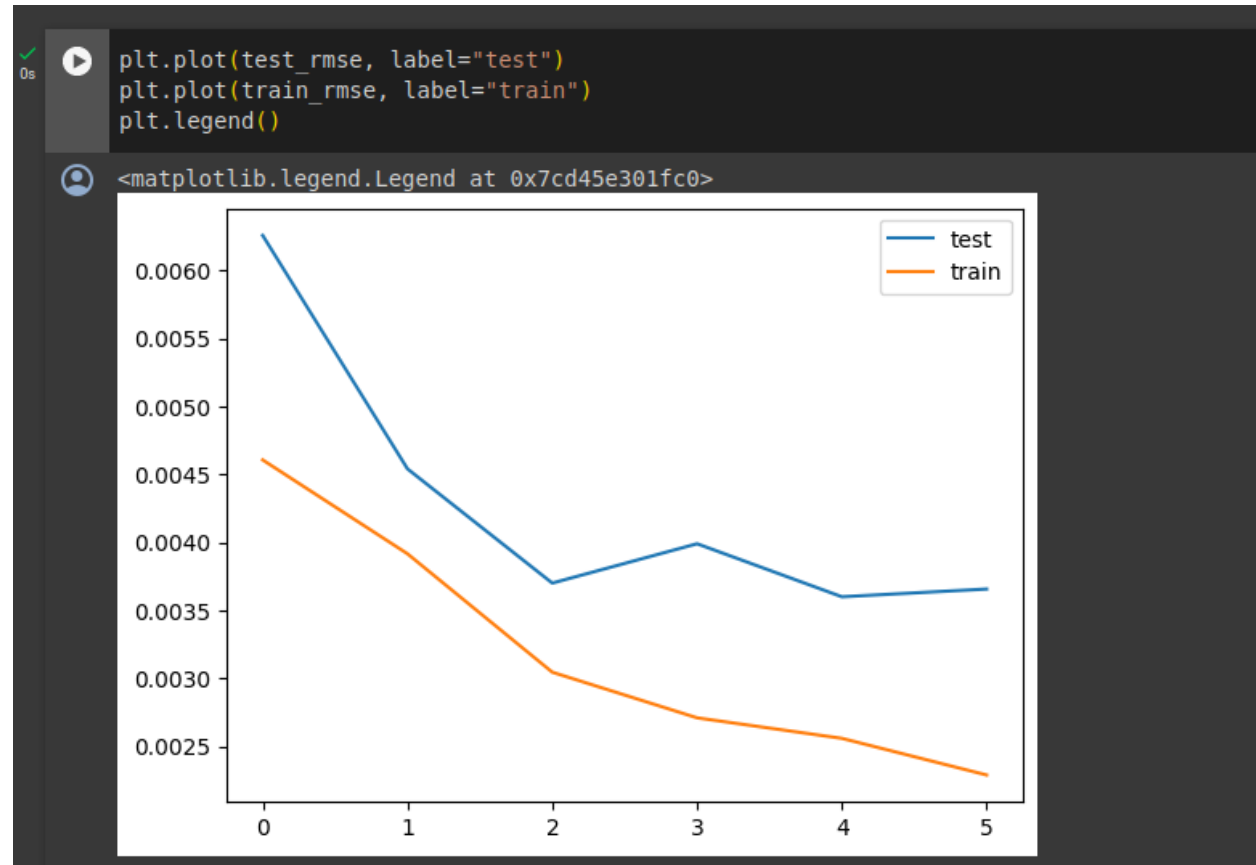 0s
plt.plot(test_rmse, label="test")
plt.plot(train_rmse, label="train")
plt.legend()
<matplotlib.legend.Legend at 0x7cd45e301fc0>
test
train
0.0060
0.0055
0.0050
0.0045
0.0040
0.0035
0.0030
0.0025
0 1 2 3 4 5